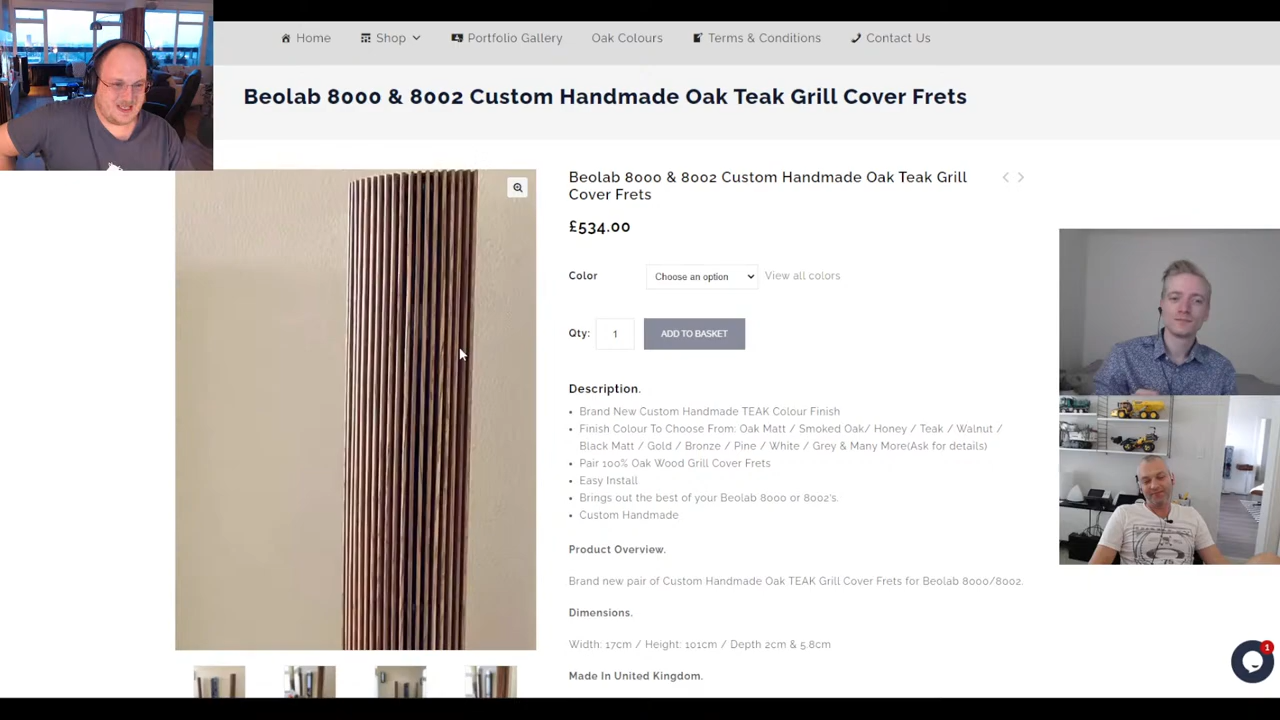 Home Shop Portfolio Gallery Oak Colours Terms & Conditions Contact Us
Beolab 8000 & 8002 Custom Handmade Oak Teak Grill Cover Frets
Beolab 8000 & 8002 Custom Handmade Oak Teak Grill
Cover Frets
£534.00
Color Choose an option View all colors
Qty: 1 ADD TO BASKET
Description.
Brand New Custom Handmade TEAK Colour Finish
Finish Colour To Choose From: Oak Matt / Smoked Oak/ Honey / Teak / Walnut /
Black Matt / Gold / Bronze / Pine / White / Grey & Many More(Ask for details)
Pair 100% Oak Wood Grill Cover Frets
Easy Install
Brings out the best of your Beolab 8000 or 8002's.
Custom Handmade
Product Overview.
Brand new pair of Custom Handmade Oak TEAK Grill Cover Frets for Beolab 8000/8002.
Dimensions.
Width: 17cm / Height: 101cm / Depth 2cm & 5.8cm
1
Made In United Kingdom.